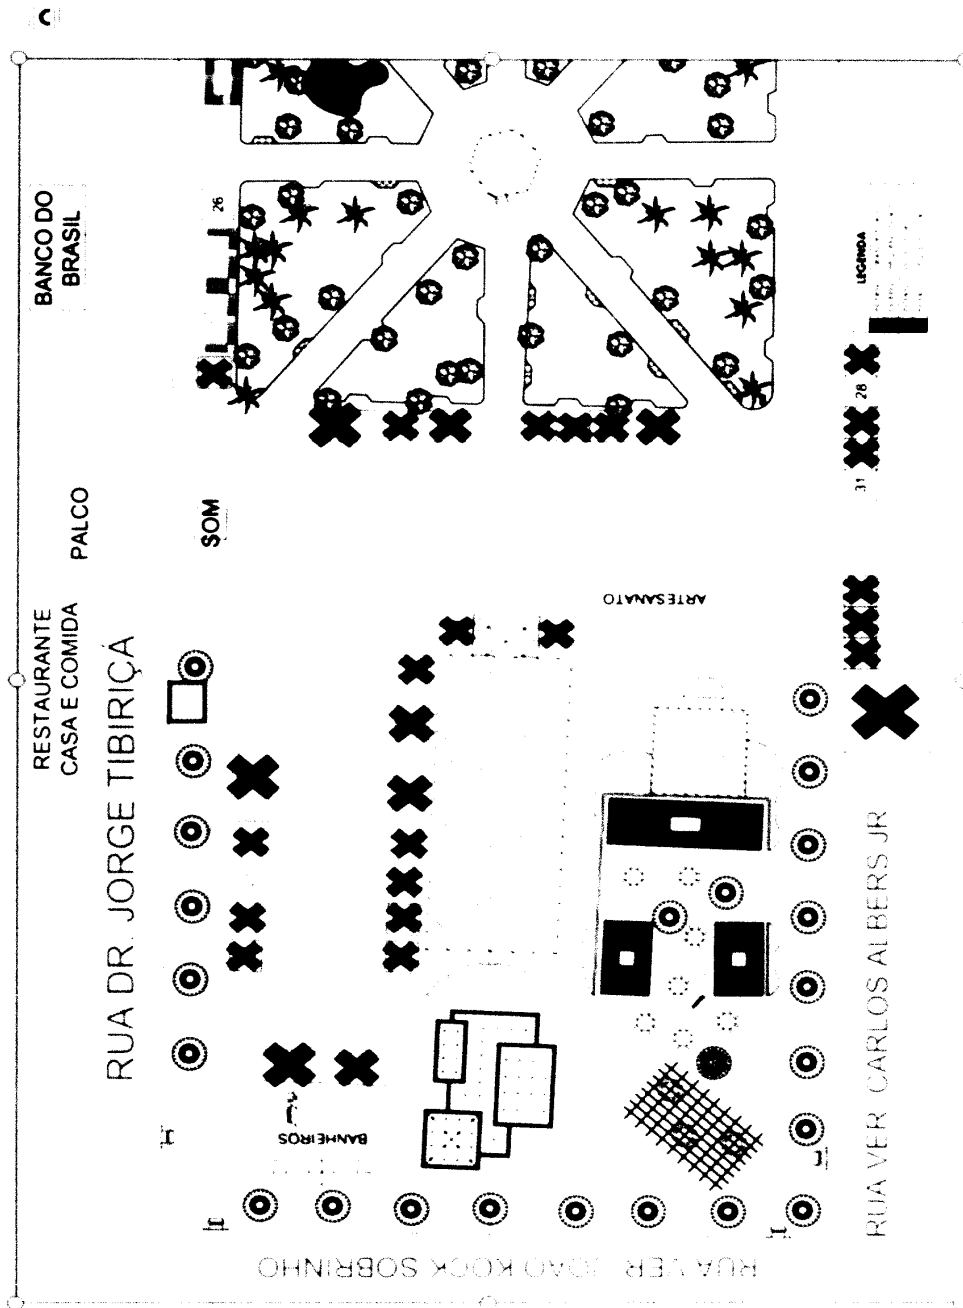 C
BANCO DO
BRASIL
26
LEGENDA
28
31
PALCO
SOM
RESTAURANTE
CASA E COMIDA
ARTESANATO
RUA DR. JORGE TIBIRIÇÁ
RUA VER CARLOS ALBERS JR
BANHEIROS
RUA VER JOAO KOCK SOBRINHO